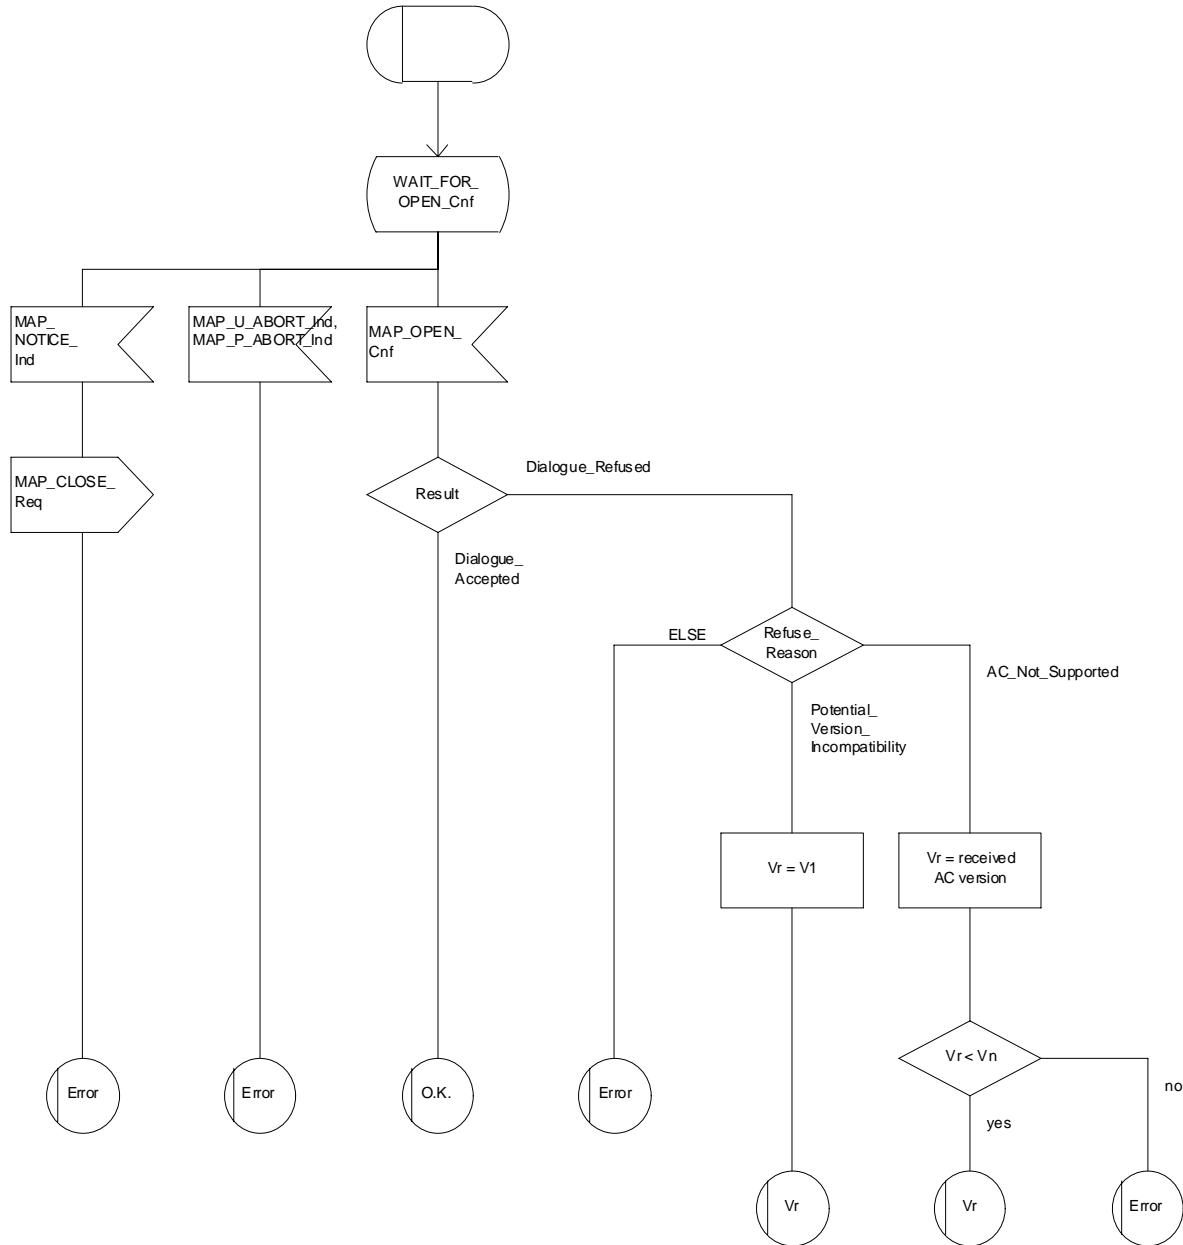 WAIT_FOR_
OPEN_Cnf
MAP_
NOTICE_
Ind
MAP_U_ABORT_Ind,
MAP_P_ABORT_Ind
MAP_OPEN_
Cnf
MAP_CLOSE_
Req
Result
Dialogue_Refused
Dialogue_
Accepted
ELSE
Refuse_
Reason
AC_Not_Supported
Potential_
Version_
Incompatibility
Vr = V1
Vr = received
AC version
Vr < Vn
no
yes
Error
Error
O.K.
Error
Vr
Vr
Error